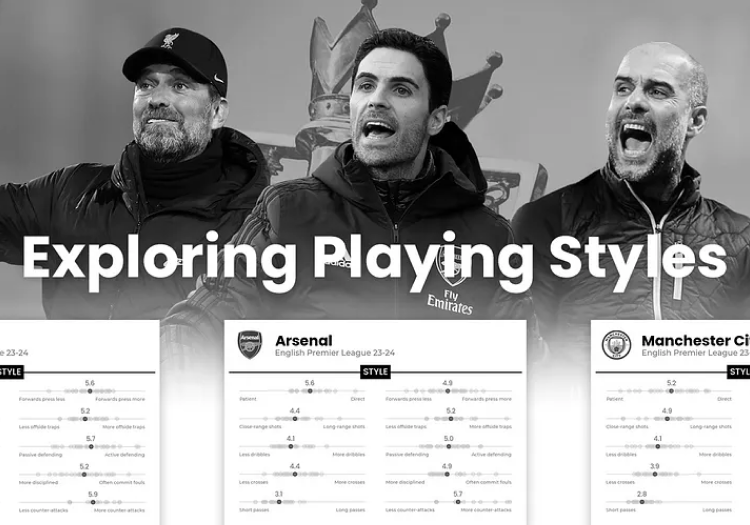 Exploring Playing Styles
adidas
Arsenal
Fly
Emirates
e 23-24
STYLE
5.6
Forwards press less Forwards press more
5.2
Less offside traps More offside traps
5.7
Passive defending Active defending
5.2
More disciplined Often commit fouls
5.9
Less counter-attacks More counter-attacks
Arsenal
Arsenal
English Premier League 23-24
STYLE
5.6
Patient Direct
4.4
Close range shots Long range shots
4.1
Less dribbles More dribbles
4.4
Less crosses More crosses
3.1
Short passes Long passes
4.9
Forwards press less Forwards press more
5.2
Less offside traps More offside traps
5.0
Passive defending Active defending
4.9
More disciplined Often commit fouls
5.7
Less counter-attacks More counter-attacks
Manchester Cit
English Premier League 23
STYL
5.2
Patient
4.9
Close range shots Long range shots
4.1
Less dribbles More dribbles
3.9
Less crosses More crosses
2.8
Short passes Long passes